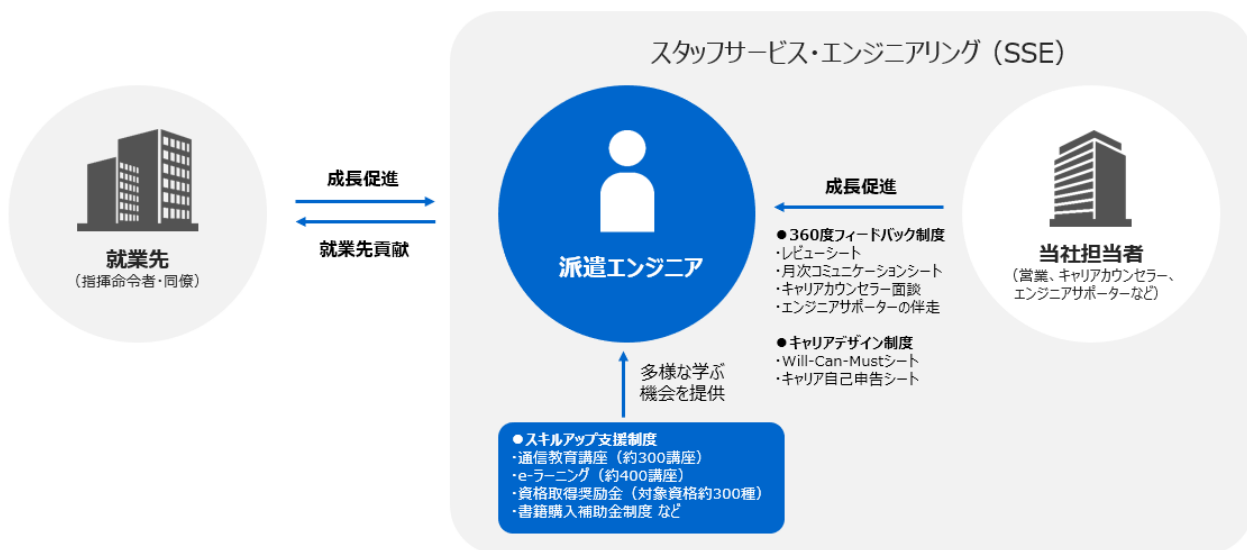 スタッフサービス・エンジニアリング（SSE）
成長促進
就業先貢献
就業先
（指揮命令者・同僚）
派遣エンジニア
成長促進
●360度フィードバック制度
・レビューシート
・月次コミュニケーションシート
・キャリアカウンセラー面談
・エンジニアサポーターの伴走
●キャリアデザイン制度
・Will-Can-Mustシート
・キャリア自己申告シート
当社担当者
（営業、キャリアカウンセラー、
エンジニアサポーターなど）
多様な学ぶ
機会を提供
●スキルアップ支援制度
・通信教育講座（約300講座）
・e-ラーニング（約400講座）
・資格取得奨励金（対象資格約300種）
・書籍購入補助金制度 など